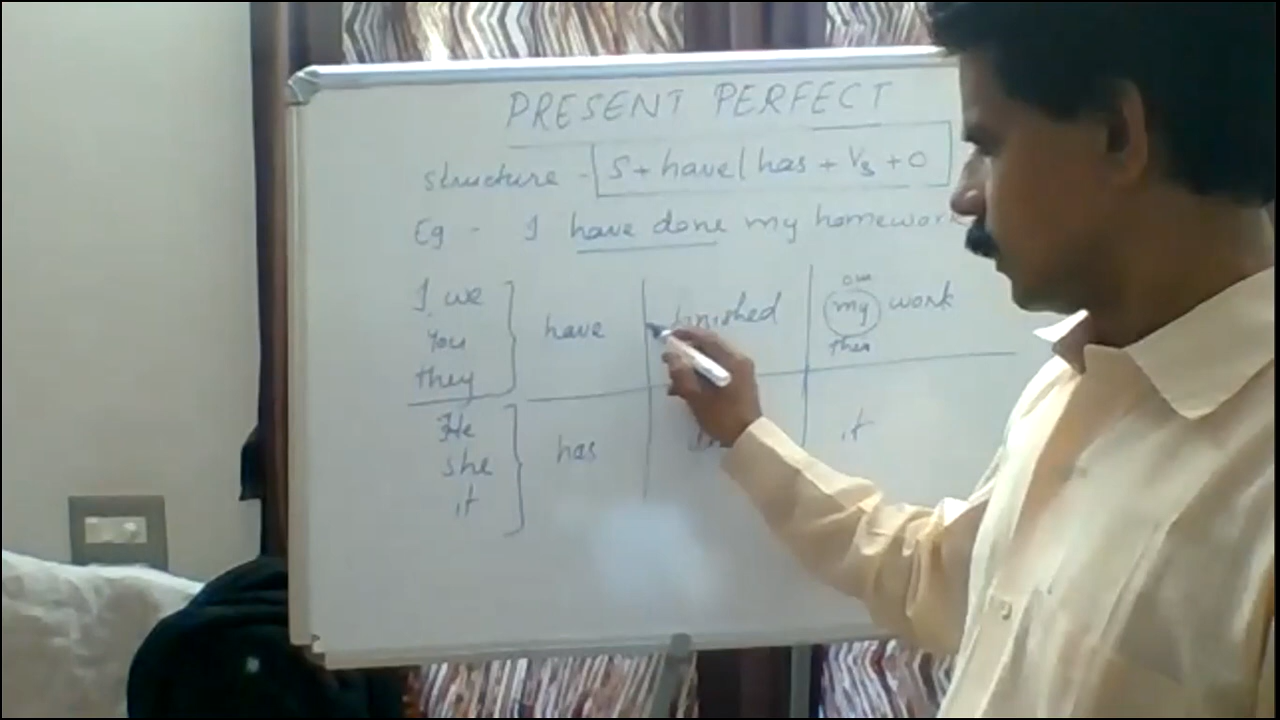 PRESENT PERFECT
structure - S + have / has + V3 + O
Eg - I have done my homework
I we
you
they
have
finished
our
my work
their
He
she
it
has
it